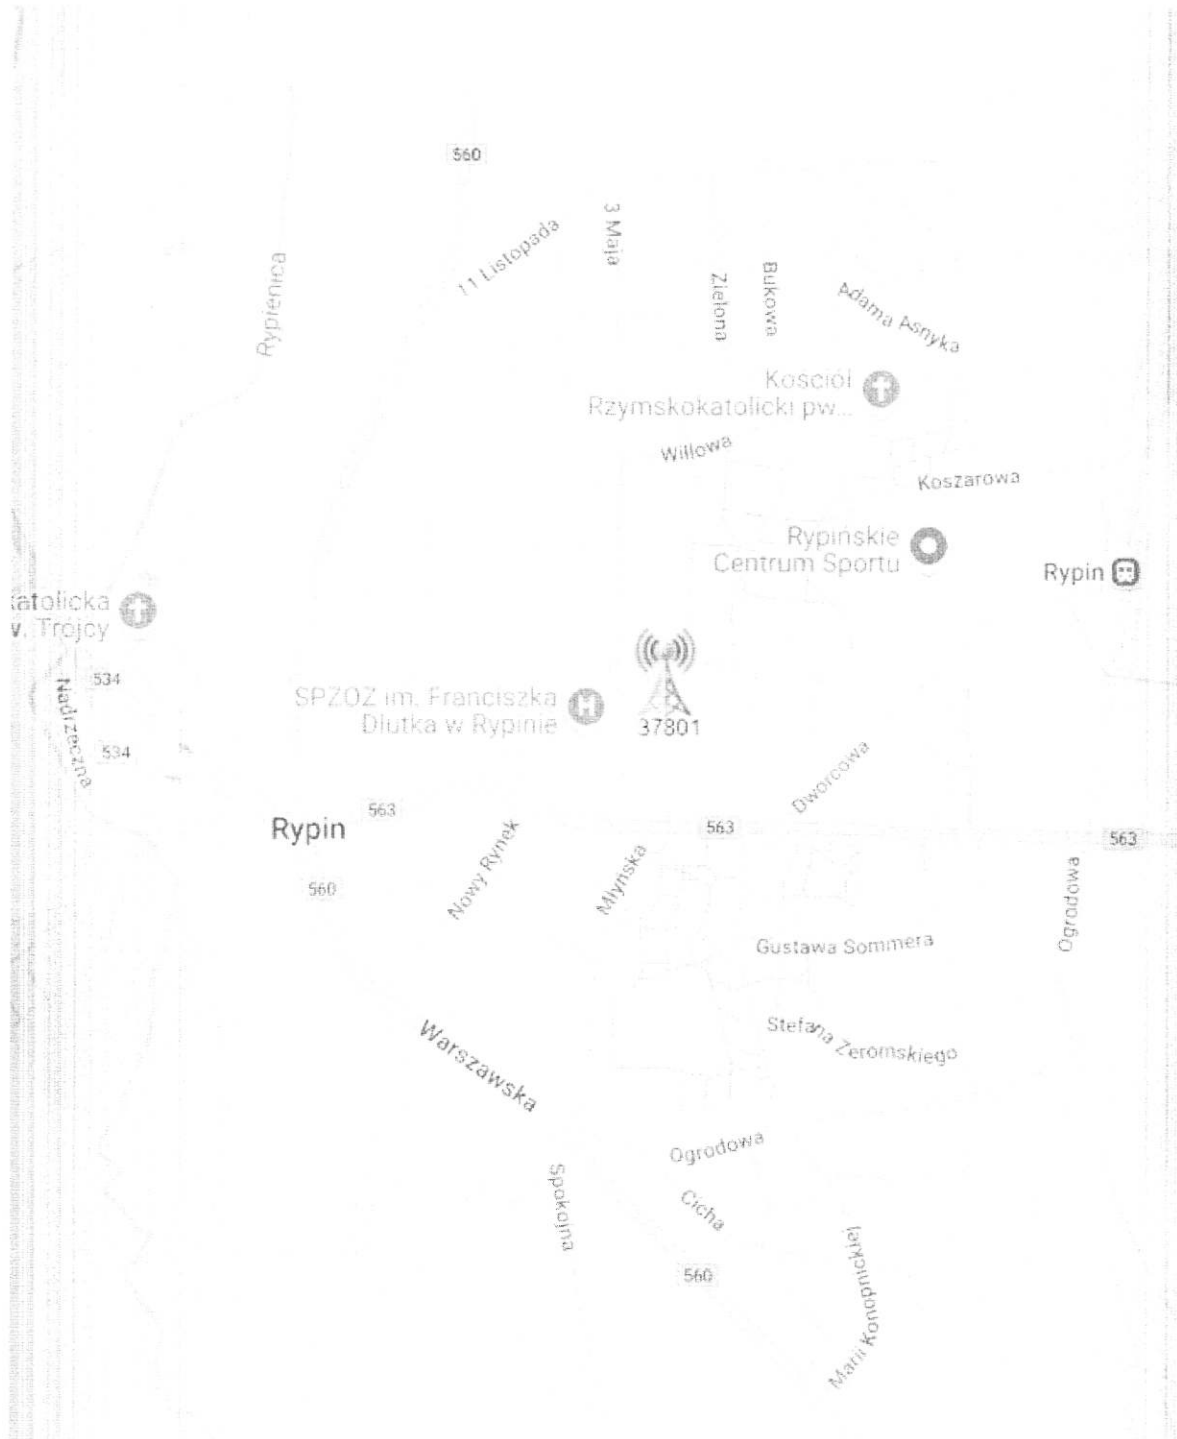 560
3 Maja
11 Listopada
Rypienica
Zielona
Bukowa
Adama Asnyka
Kościół
Rzymskokatolicki pw...
Willowa
Koszarowa
Rypińskie
Centrum Sportu
Rypin
atolicka
w. Trójcy
534
Nadrzeczna
SPZOZ im. Franciszka
Dłutka w Rypinie
H
37801
534
Dworcowa
563
Rypin
563
563
Nowy Rynek
Młyńska
560
Ogrodowa
Gustawa Sommera
Stefana Żeromskiego
Warszawska
Ogrodowa
Spokojna
Cicha
560
Marii Konopnickiej